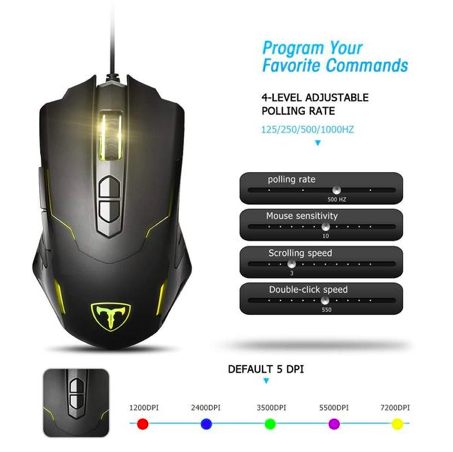 Program Your
Favorite Commands
4-LEVEL ADJUSTABLE
POLLING RATE
125/250/500/1000HZ
polling rate
500 HZ
Mouse sensitivity
10
Scrolling speed
3
Double-click speed
550
DEFAULT 5 DPI
1200DPI 2400DPI 3500DPI 5500DPI 7200DPI